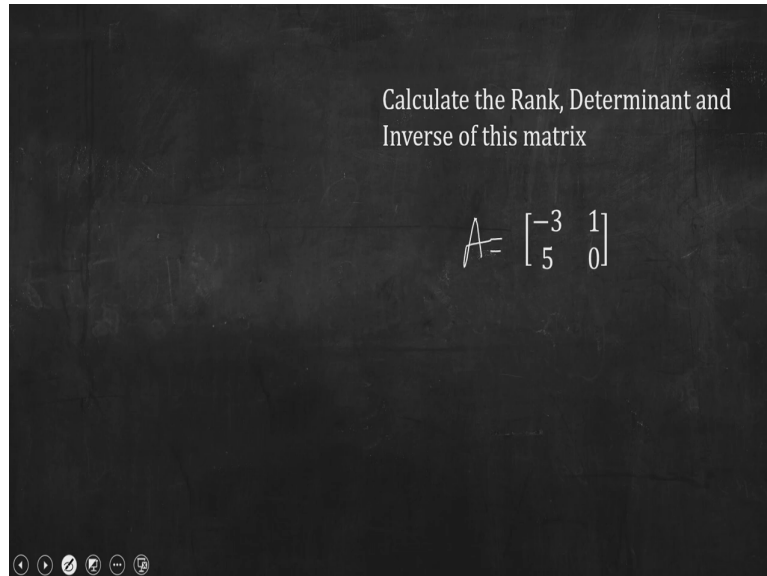 Calculate the Rank, Determinant and
Inverse of this matrix
A= [−3 1
5 0]